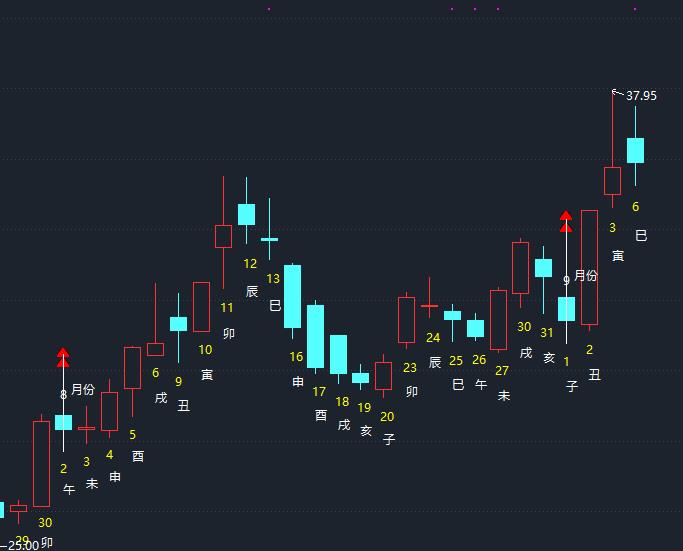 37.95
6
巳
3
寅
9 月份
12
辰
13
巳
11
卯
30
戌
31
亥
24
辰
25
巳
26
午
1
子
2
丑
10
寅
16
申
6
戌
9
丑
23
卯
27
未
17
酉
18
戌
19
亥
20
子
8 月份
5
酉
4
申
3
未
2
午
30
卯
29
25.00